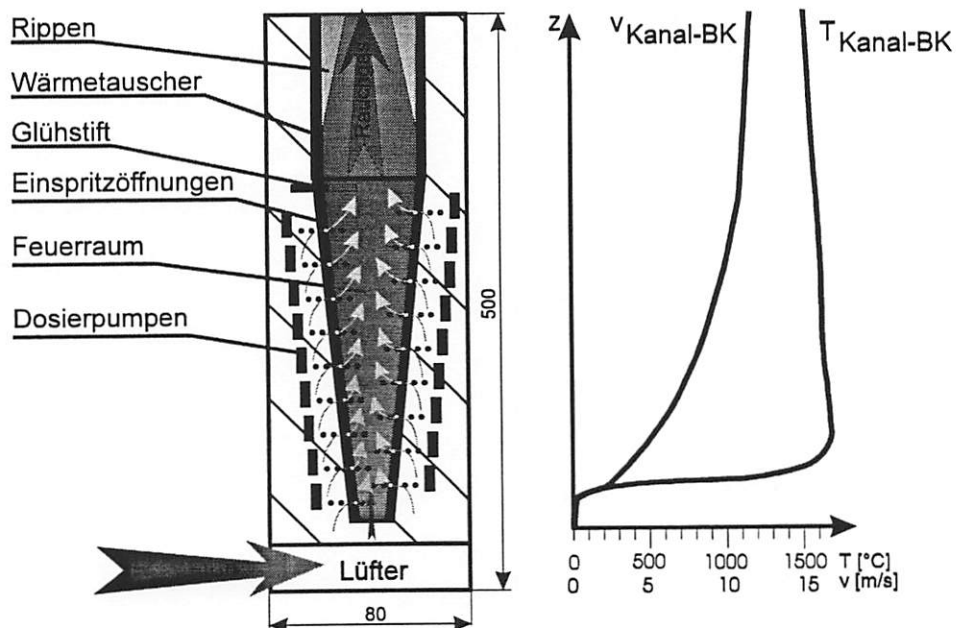 Rippen
Wärmetauscher
Glühstift
Einspritzöffnungen
Feuerraum
Dosierpumpen
Lüfter
500
80
z
vKanal-BK
TKanal-BK
0 500 1000 1500 T [°C]
0 5 10 15 v [m/s]